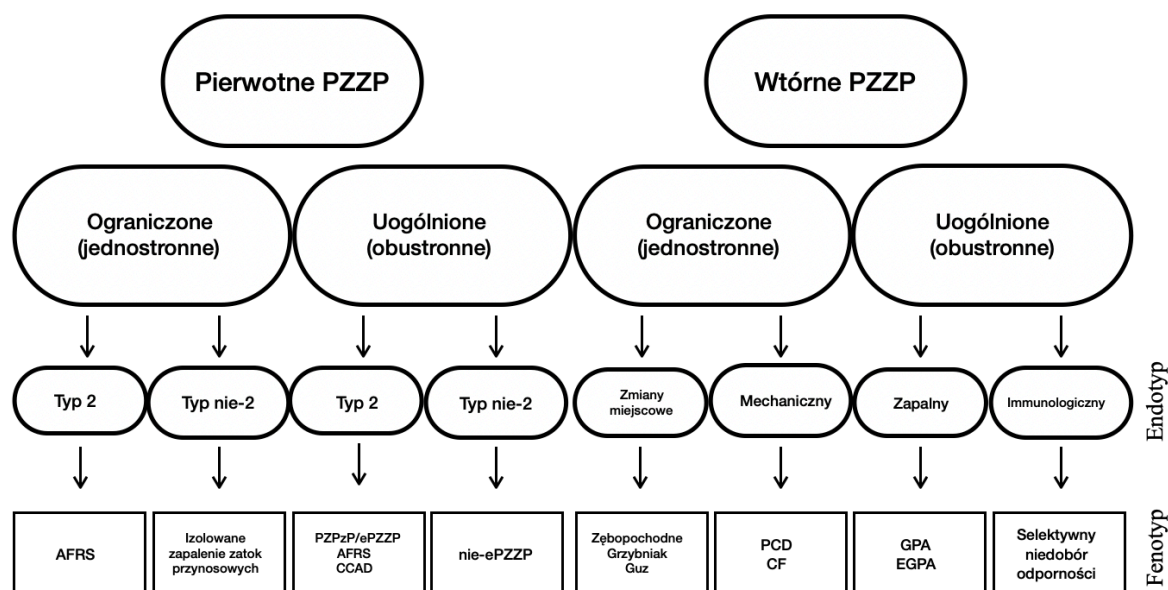 Pierwotne PZZP
Wtórne PZZP
Ograniczone
(jednostronne)
Uogólnione
(obustronne)
Ograniczone
(jednostronne)
Uogólnione
(obustronne)
Typ 2
Typ nie-2
Typ 2
Typ nie-2
Zmiany
miejscowe
Mechaniczny
Zapalny
Immunologiczny
Endotyp
AFRS
Izolowane
zapalenie zatok
przynosowych
PZPzP/ePZZP
AFRS
CCAD
nie-ePZZP
Zębopochodne
Grzybniak
Guz
PCD
CF
GPA
EGPA
Selektywny
niedobór
odporności
Fenotyp